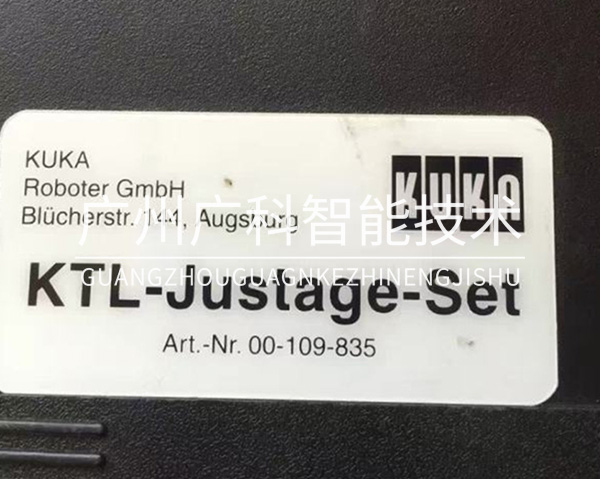 KUKA
Roboter GmbH
Blücherstr. 144, Augsburg
KUKA
广州广科智能技术
GUANGZHOUGUAGNKEZHINENGJISHU
KTL-Justage-Set
Art.-Nr. 00-109-835